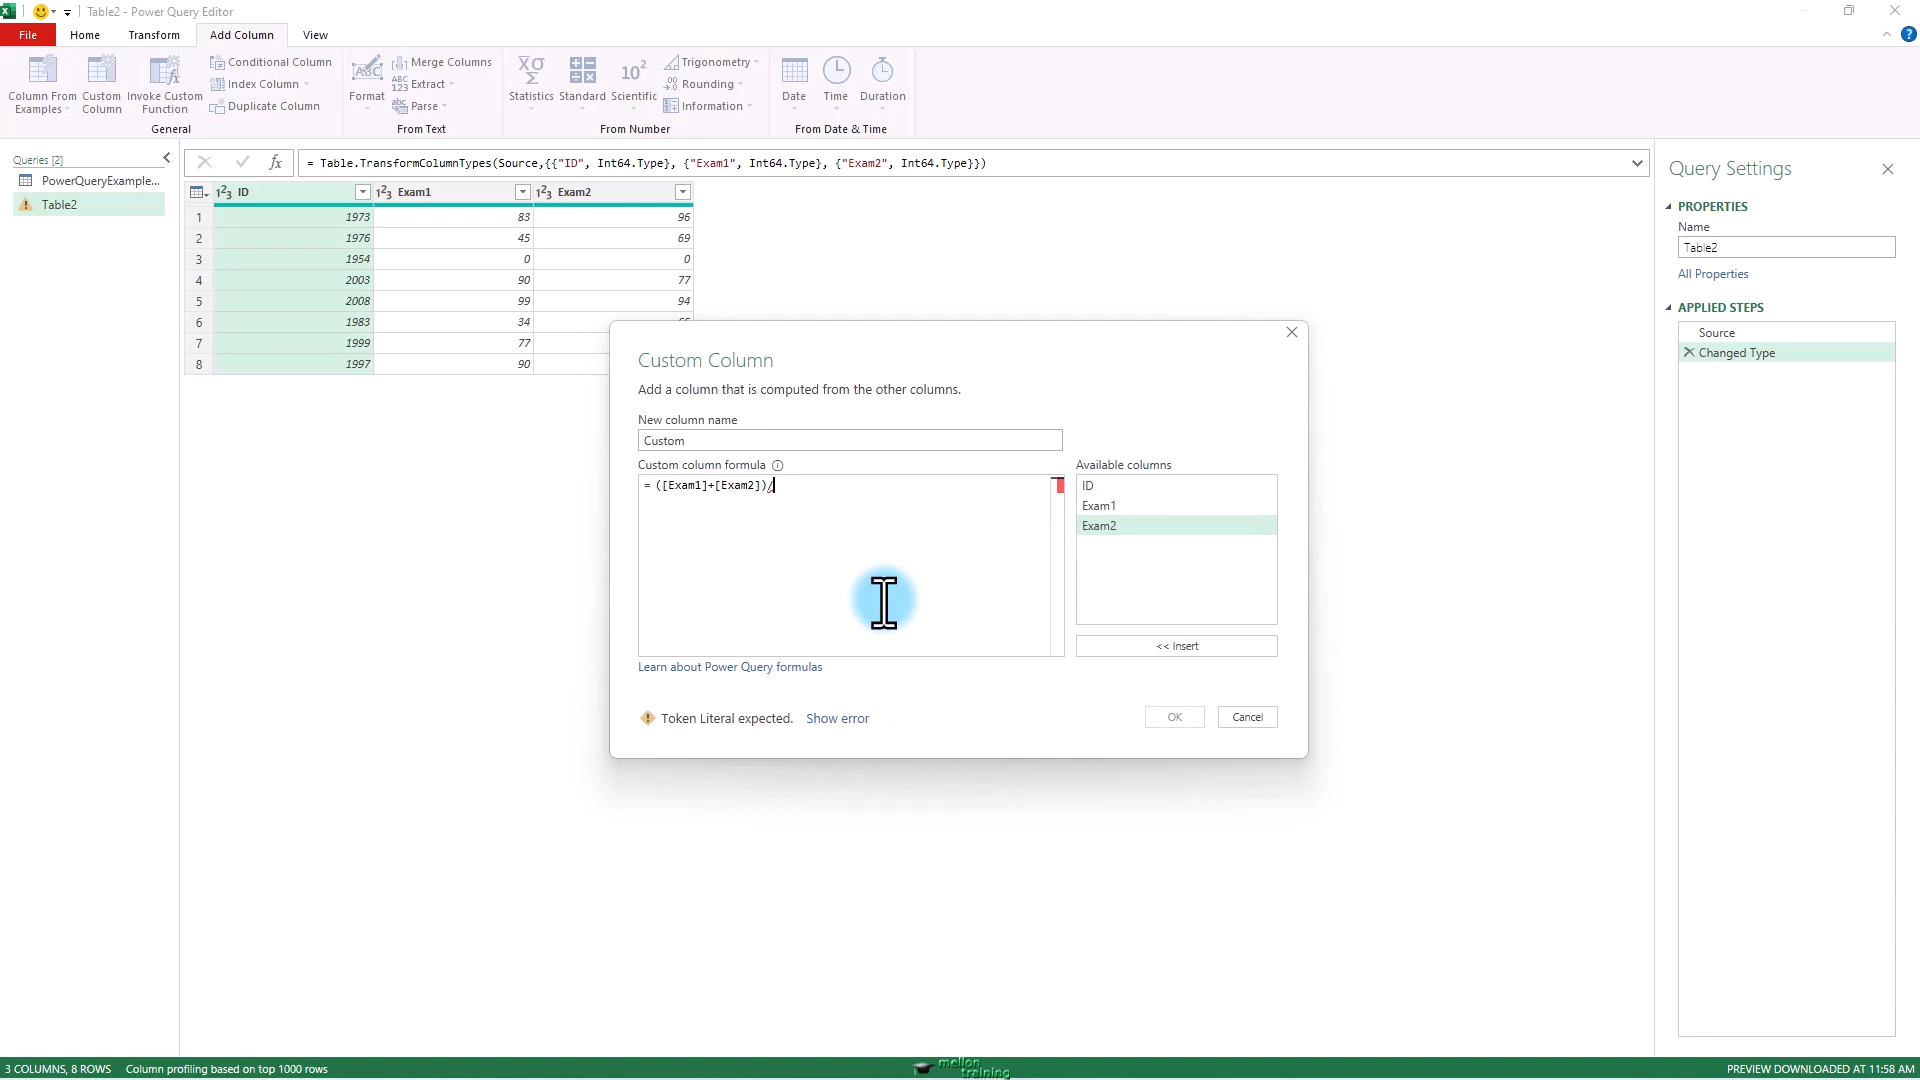 Table2 - Power Query Editor
File
Home
Transform
Add Column
View
Column From Examples
Custom Column
Invoke Custom Function
Conditional Column
Index Column
Duplicate Column
General
Format
Merge Columns
Extract
Parse
From Text
Statistics
Standard
Scientific
Trigonometry
Rounding
Information
From Number
Date
Time
Duration
From Date & Time
Queries [2]
PowerQueryExample...
Table2
= Table.TransformColumnTypes(Source,{{"ID", Int64.Type}, {"Exam1", Int64.Type}, {"Exam2", Int64.Type}})
ID Exam1 Exam2
1 1973 83 96
2 1976 45 69
3 1954 0 0
4 2003 90 77
5 2008 99 94
6 1983 34
7 1999 77
8 1997 90
Custom Column
Add a column that is computed from the other columns.
New column name
Custom
Custom column formula
= ([Exam1]+[Exam2])/
Available columns
ID
Exam1
Exam2
<< Insert
Learn about Power Query formulas
Token Literal expected.
Show error
OK
Cancel
Query Settings
PROPERTIES
Name
Table2
All Properties
APPLIED STEPS
Source
Changed Type
3 COLUMNS, 8 ROWS
Column profiling based on top 1000 rows
mellon training
PREVIEW DOWNLOADED AT 11:58 AM